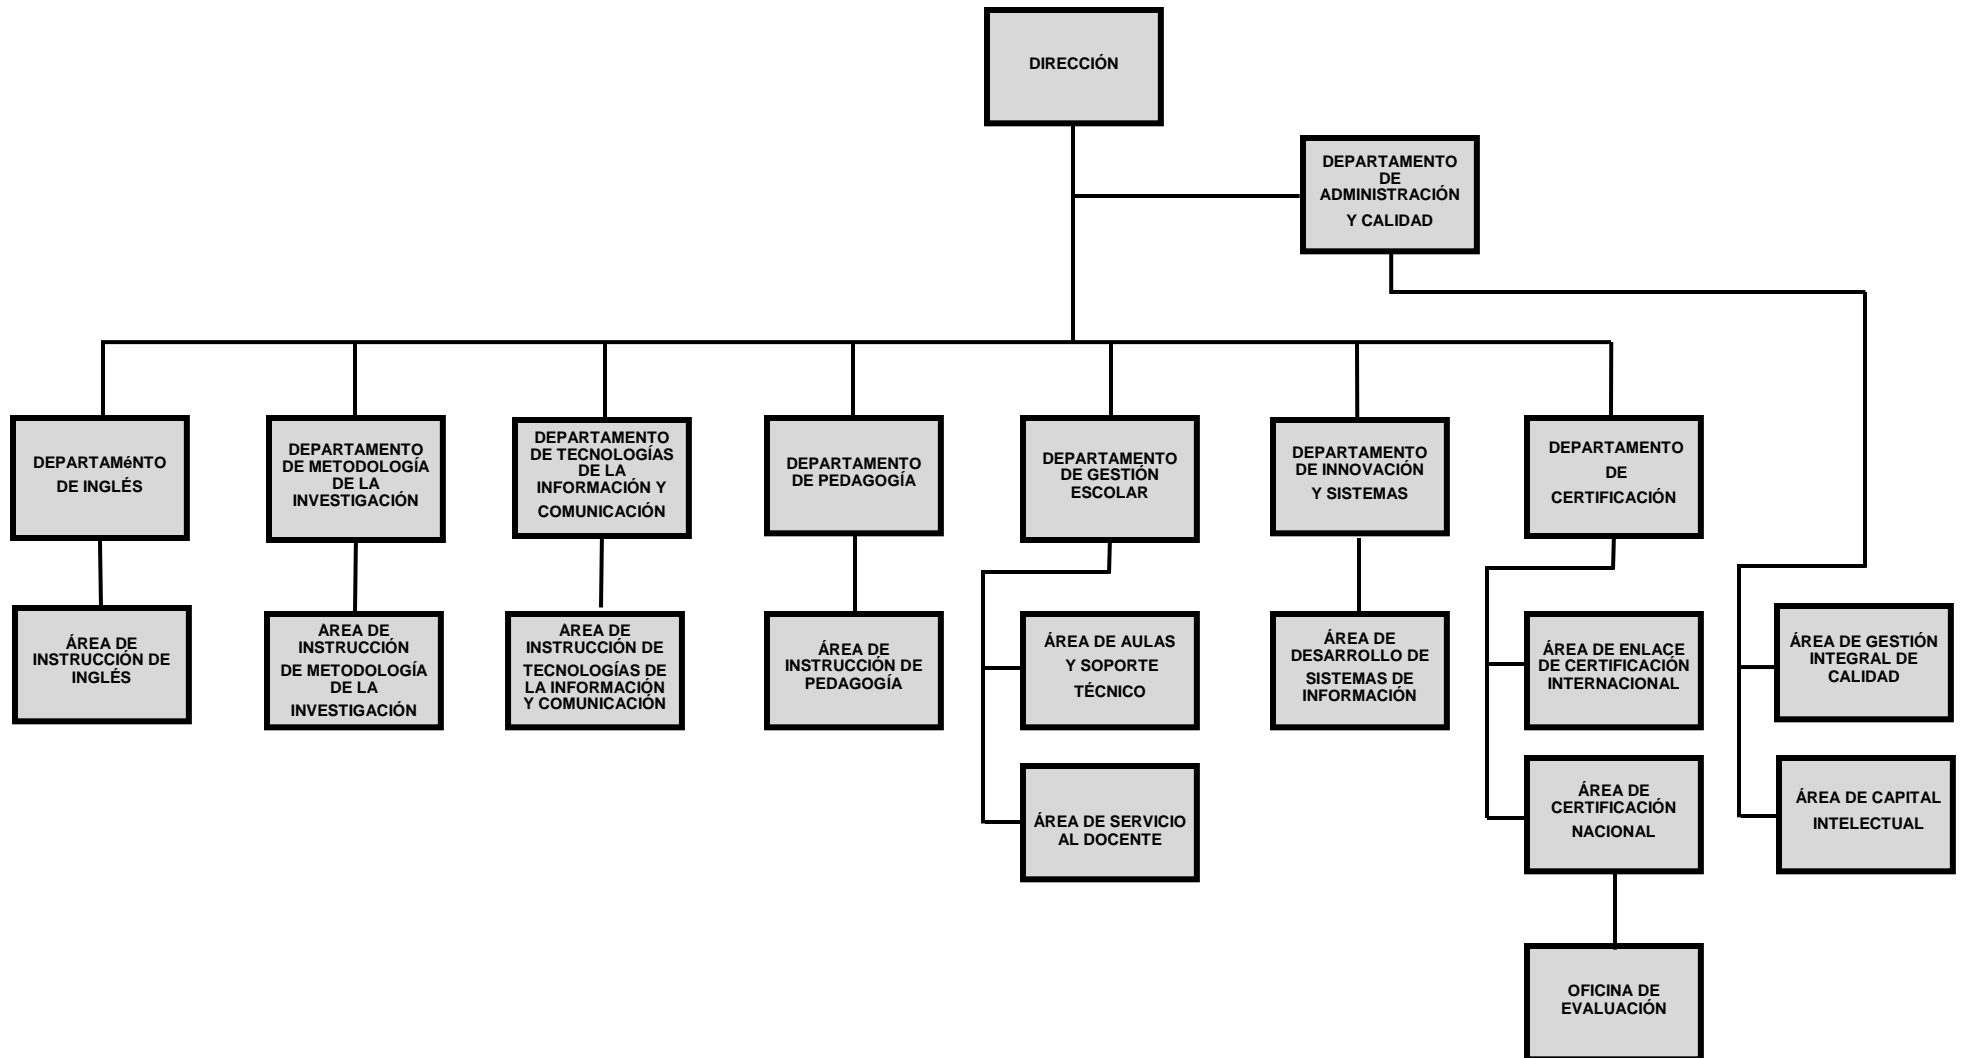 DIRECCIÓN
DEPARTAMENTO
DE
ADMINISTRACIÓN
Y CALIDAD
DEPARTAMéNTO
DE INGLÉS
DEPARTAMENTO
DE METODOLOGÍA
DE LA
INVESTIGACIÓN
DEPARTAMENTO
DE TECNOLOGÍAS
DE LA
INFORMACIÓN Y
COMUNICACIÓN
DEPARTAMENTO
DE PEDAGOGÍA
DEPARTAMENTO
DE GESTIÓN
ESCOLAR
DEPARTAMENTO
DE INNOVACIÓN
Y SISTEMAS
DEPARTAMENTO
DE
CERTIFICACIÓN
ÁREA DE
INSTRUCCIÓN DE
INGLÉS
AREA DE
INSTRUCCIÓN
DE METODOLOGÍA
DE LA
INVESTIGACIÓN
AREA DE
INSTRUCCIÓN DE
TECNOLOGÍAS DE
LA INFORMACIÓN
Y COMUNICACIÓN
ÁREA DE
INSTRUCCIÓN DE
PEDAGOGÍA
ÁREA DE AULAS
Y SOPORTE
TÉCNICO
ÁREA DE
DESARROLLO DE
SISTEMAS DE
INFORMACIÓN
ÁREA DE ENLACE
DE CERTIFICACIÓN
INTERNACIONAL
ÁREA DE GESTIÓN
INTEGRAL DE
CALIDAD
ÁREA DE SERVICIO
AL DOCENTE
ÁREA DE
CERTIFICACIÓN
NACIONAL
ÁREA DE CAPITAL
INTELECTUAL
OFICINA DE
EVALUACIÓN